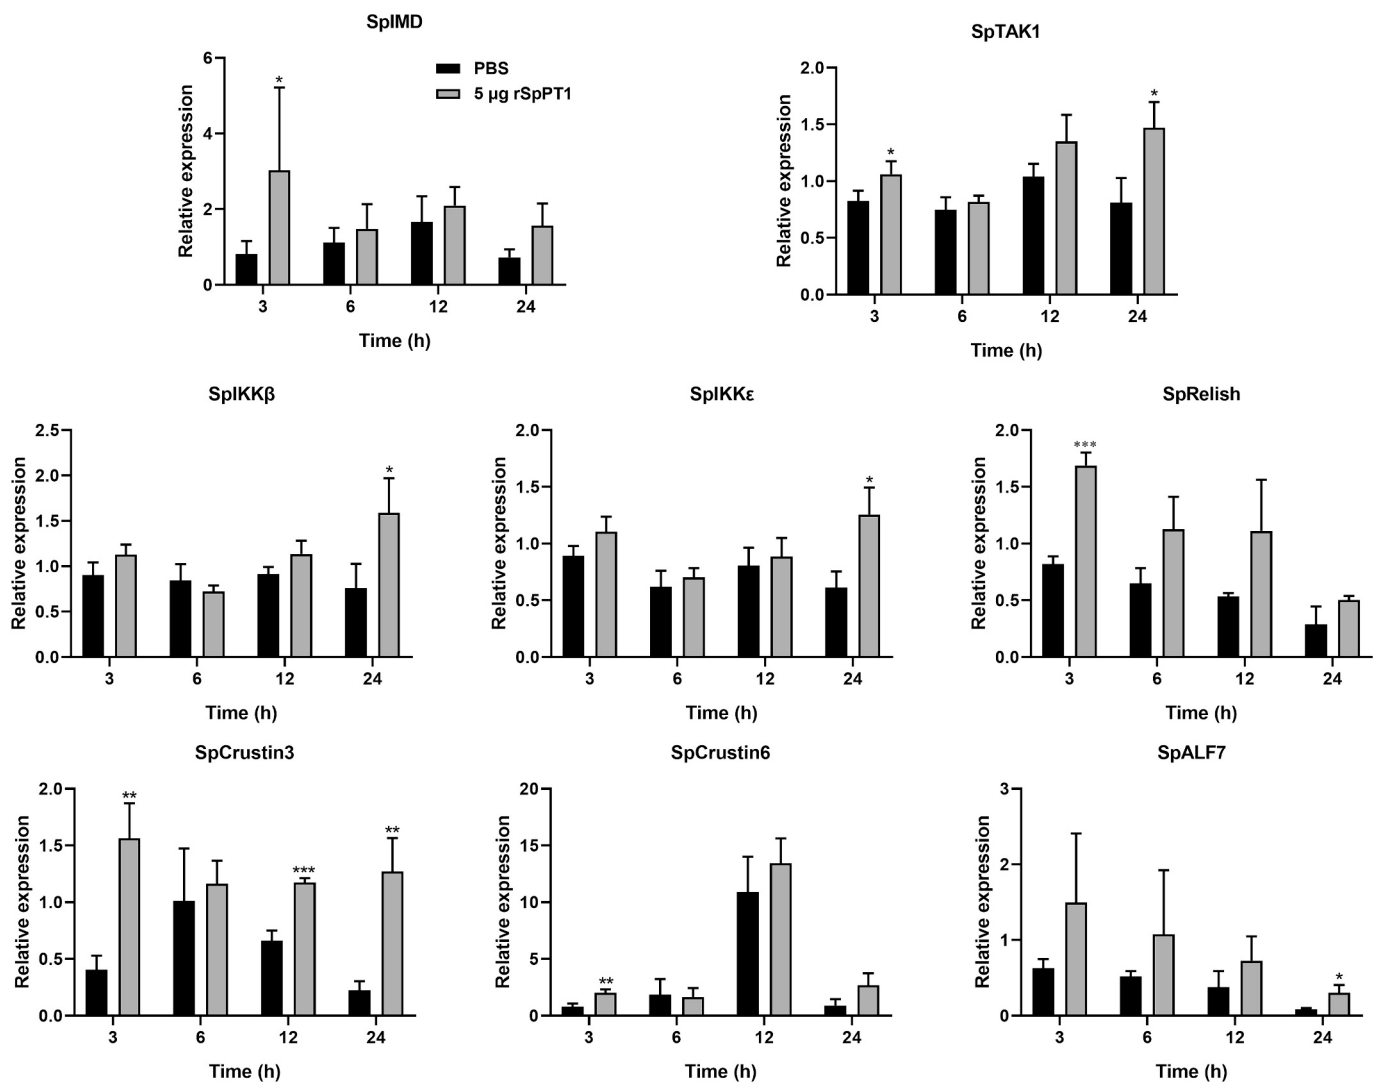 SpIMD
Relative expression
6
4
2
0
*
PBS
5 μg rSpPT1
3 6 12 24
Time (h)
SpTAK1
Relative expression
2.0
1.5
1.0
0.5
0.0
* *
3 6 12 24
Time (h)
SpIKKβ
Relative expression
2.5
2.0
1.5
1.0
0.5
0.0
*
3 6 12 24
Time (h)
SpIKKε
Relative expression
2.0
1.5
1.0
0.5
0.0
*
3 6 12 24
Time (h)
SpRelish
Relative expression
2.0
1.5
1.0
0.5
0.0
***
3 6 12 24
Time (h)
SpCrustin3
Relative expression
2.0
1.5
1.0
0.5
0.0
** *** **
3 6 12 24
Time (h)
SpCrustin6
Relative expression
20
15
10
5
0
**
3 6 12 24
Time (h)
SpALF7
Relative expression
3
2
1
0
*
3 6 12 24
Time (h)